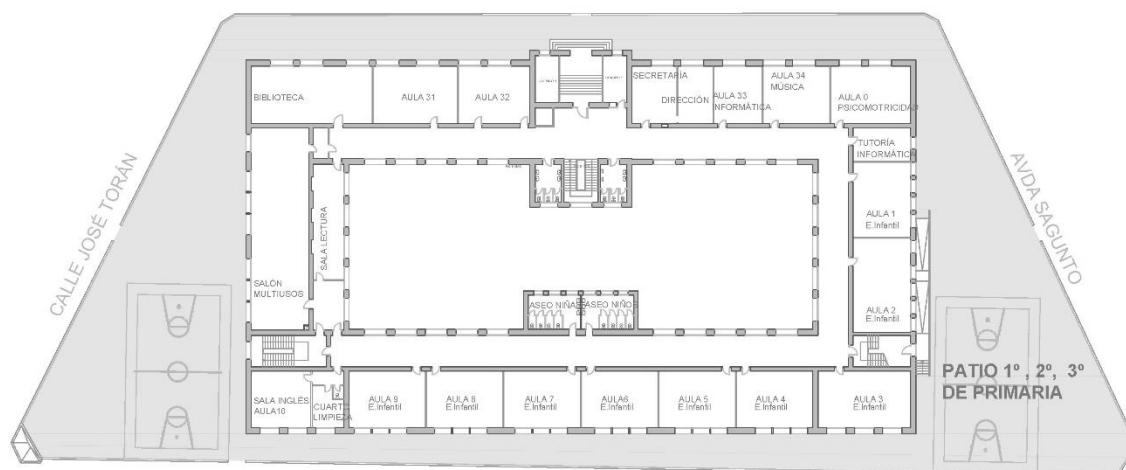 SECRETARÍA
AULA 34
MÚSICA
BIBLIOTECA
AULA 31
AULA 32
DIRECCIÓN
AULA 33
NFORMÁTICA
AULA 0
PSICOMOTRICIDAD
TUTORÍA
INFORMÁTIC
CALLE JOSÉ TORÁN
AVDA SAGUNTO
SALA LECTURA
AULA 1
E.Infantil
SALÓN
MULTIUSOS
ASEO NIÑAS
ASEO NIÑOS
AULA 2
E.Infantil
PATIO 1º , 2º, 3º
DE PRIMARIA
SALA INGLÉS
AULA10
CUARTO
LIMPIEZA
AULA 9
E.Infantil
AULA 8
E.Infantil
AULA 7
E.Infantil
AULA6
E.Infantil
AULA 5
E.Infantil
AULA 4
E.Infantil
AULA 3
E.Infantil